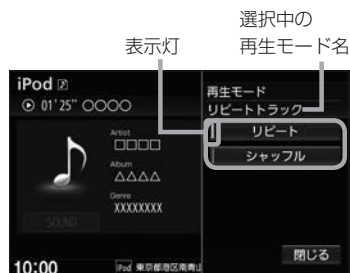 選択中の
表示灯 再生モード名
iPod
01'25" ○○○○
Artist
□□□□
Album
△△△△
Genre
XXXXXXXX
SOUND
10:00
iPod 東京都港区南青山
再生モード
リピートトラック
リピート
シャッフル
閉じる